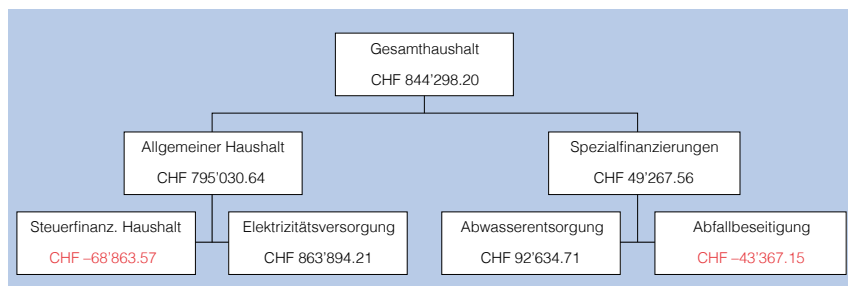 Gesamthaushalt
CHF 844'298.20
Allgemeiner Haushalt
CHF 795'030.64
Spezialfinanzierungen
CHF 49'267.56
Steuerfinanz. Haushalt
CHF –68'863.57
Elektrizitätsversorgung
CHF 863'894.21
Abwasserentsorgung
CHF 92'634.71
Abfallbeseitigung
CHF –43'367.15